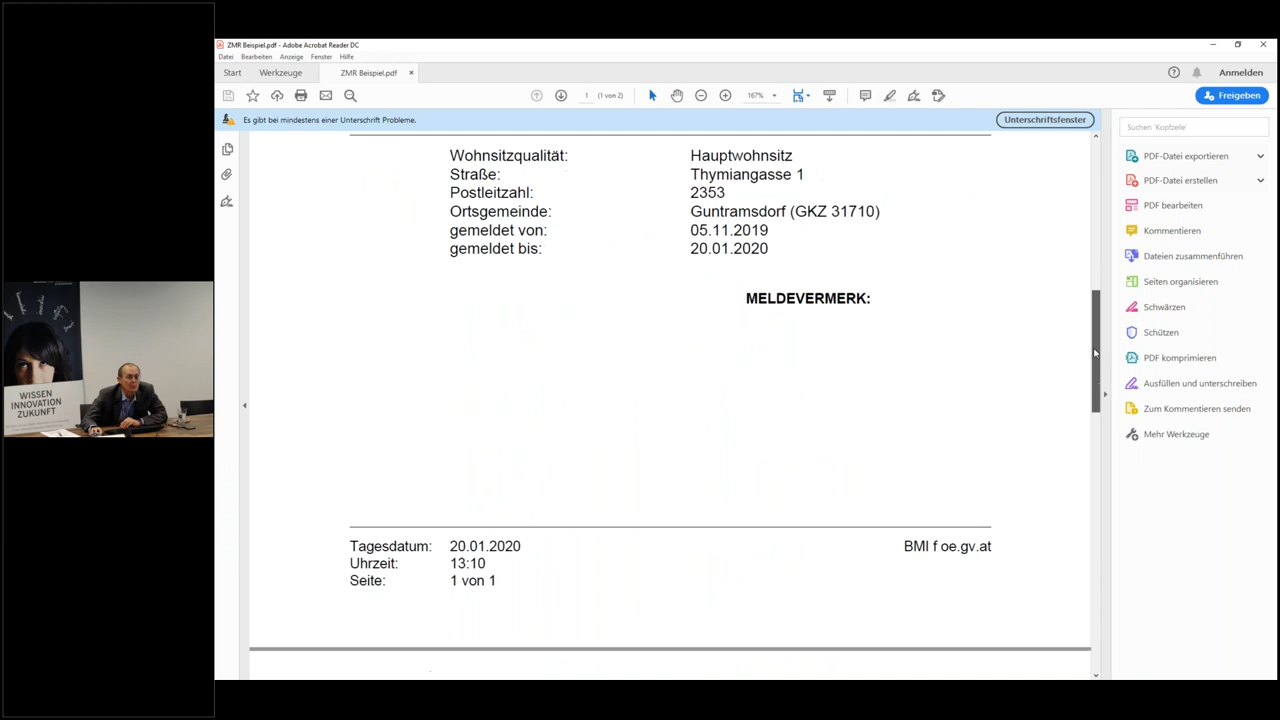 ZMR Beispiel.pdf - Adobe Acrobat Reader DC
Datei Bearbeiten Anzeige Fenster Hilfe
Start Werkzeuge ZMR Beispiel.pdf × Anmelden
1 (1 von 2) 167% Freigeben
Es gibt bei mindestens einer Unterschrift Probleme. Unterschriftsfenster
Wohnsitzqualität: Hauptwohnsitz
Straße: Thymiangasse 1
Postleitzahl: 2353
Ortsgemeinde: Guntramsdorf (GKZ 31710)
gemeldet von: 05.11.2019
gemeldet bis: 20.01.2020
MELDEVERMERK:
Tagesdatum: 20.01.2020 BMI f oe.gv.at
Uhrzeit: 13:10
Seite: 1 von 1
Suchen 'Kopfzeile'
PDF-Datei exportieren
PDF-Datei erstellen
PDF bearbeiten
Kommentieren
Dateien zusammenführen
Seiten organisieren
Schwärzen
Schützen
PDF komprimieren
Ausfüllen und unterschreiben
Zum Kommentieren senden
Mehr Werkzeuge
WISSEN
INNOVATION
ZUKUNFT